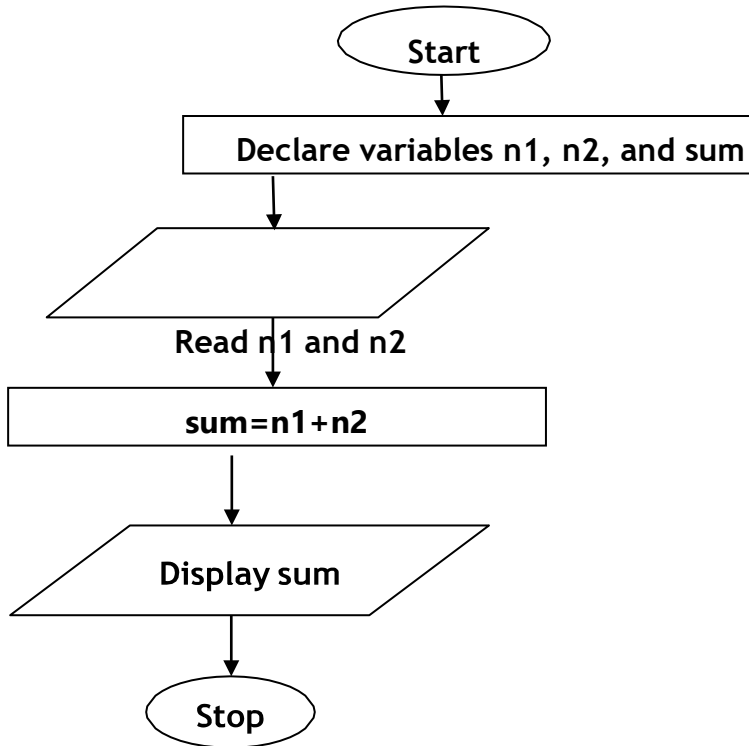 Start
Declare variables n1, n2, and sum
Read n1 and n2
sum=n1+n2
Display sum
Stop